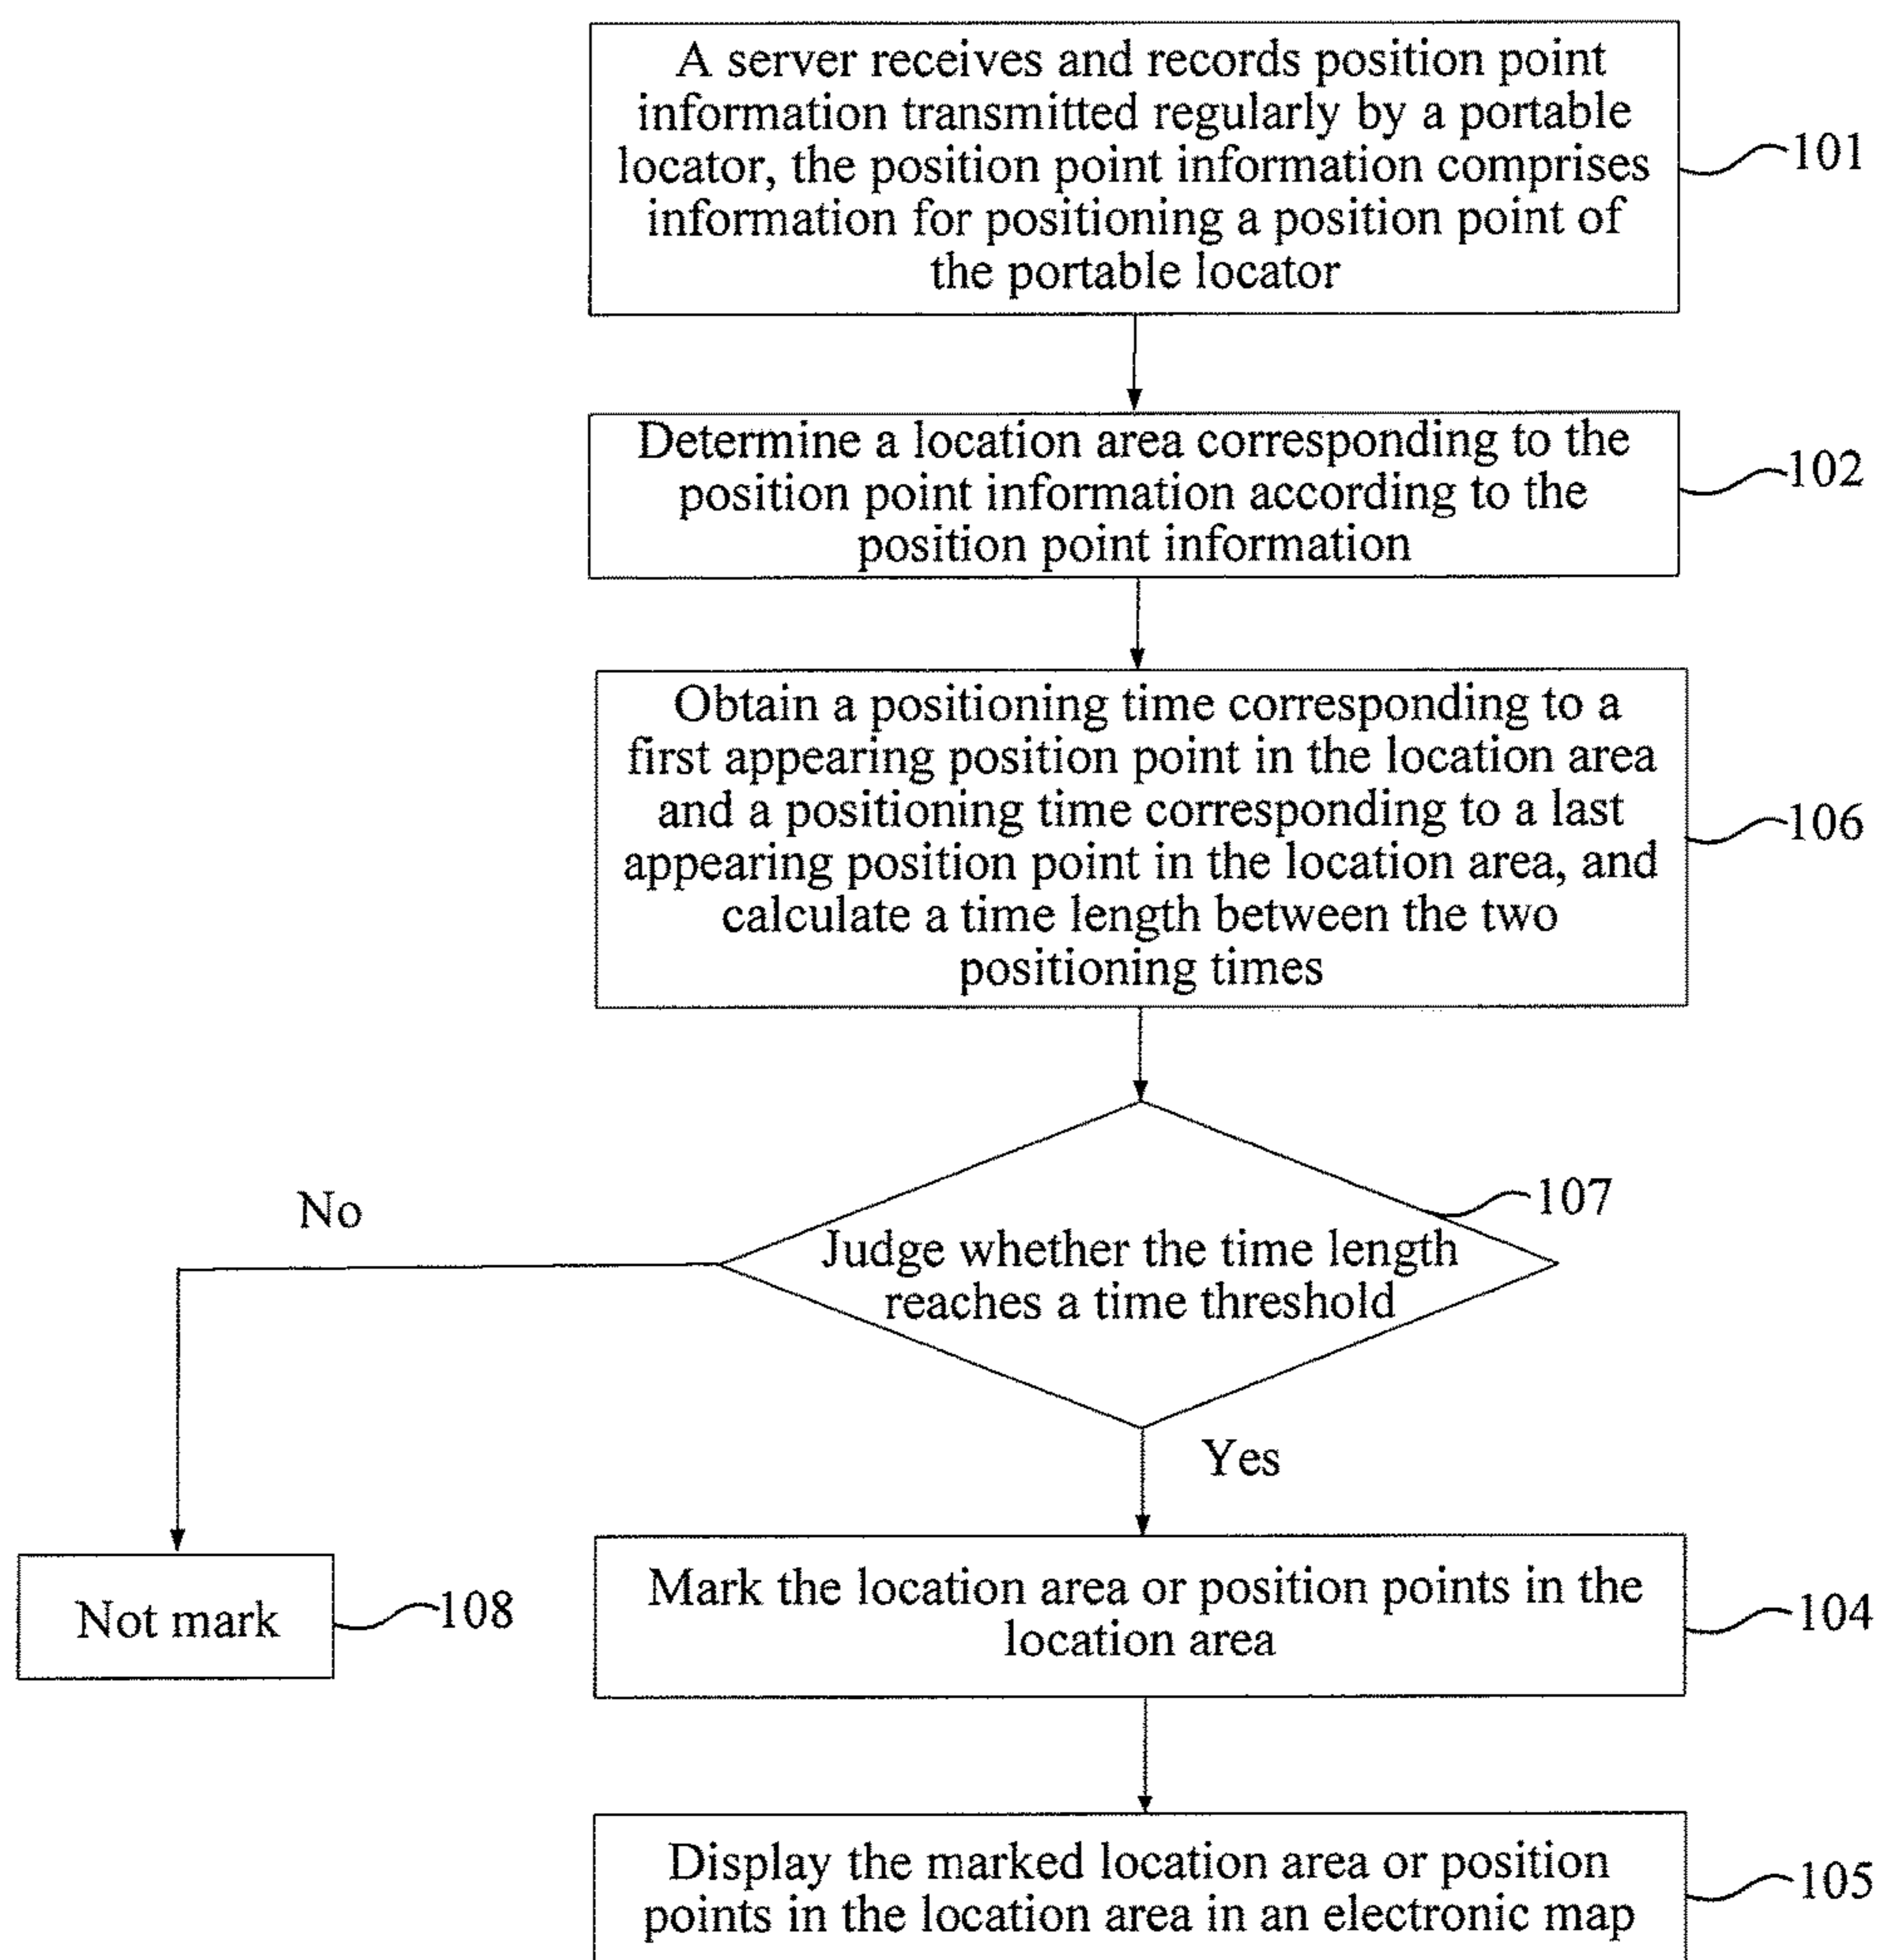 A server receives and records position point
information transmitted regularly by a portable
locator, the position point information comprises
information for positioning a position point of
the portable locator
101
Determine a location area corresponding to the
position point information according to the
position point information
102
Obtain a positioning time corresponding to a
first appearing position point in the location area
and a positioning time corresponding to a last
appearing position point in the location area, and
calculate a time length between the two
positioning times
106
107
No
Judge whether the time length
reaches a time threshold
Yes
Not mark
108
Mark the location area or position points in the
location area
104
Display the marked location area or position
points in the location area in an electronic map
105